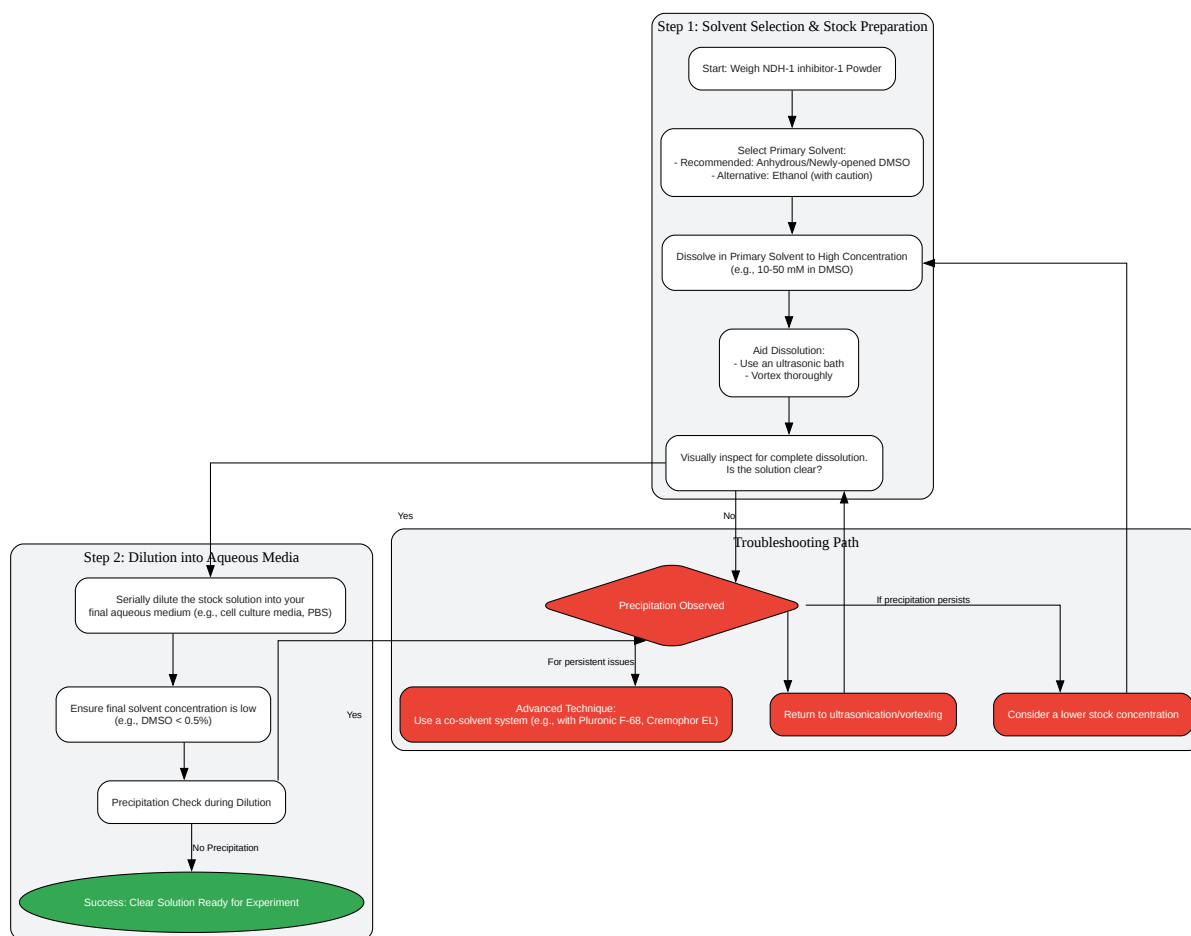 Step 1: Solvent Selection & Stock Preparation
Start: Weigh NDH-1 inhibitor-1 Powder
Select Primary Solvent:
- Recommended: Anhydrous/Newly-opened DMSO
- Alternative: Ethanol (with caution)
Dissolve in Primary Solvent to High Concentration
(e.g., 10-50 mM in DMSO)
Aid Dissolution:
- Use an ultrasonic bath
- Vortex thoroughly
Visually inspect for complete dissolution.
Is the solution clear?
Yes
No
Troubleshooting Path
Precipitation Observed
If precipitation persists
For persistent issues
Advanced Technique:
Use a co-solvent system (e.g., with Pluronic F-68, Cremophor EL)
Return to ultrasonication/vortexing
Consider a lower stock concentration
Step 2: Dilution into Aqueous Media
Serially dilute the stock solution into your
final aqueous medium (e.g., cell culture media, PBS)
Ensure final solvent concentration is low
(e.g., DMSO < 0.5%)
Yes
Precipitation Check during Dilution
No Precipitation
Success: Clear Solution Ready for Experiment